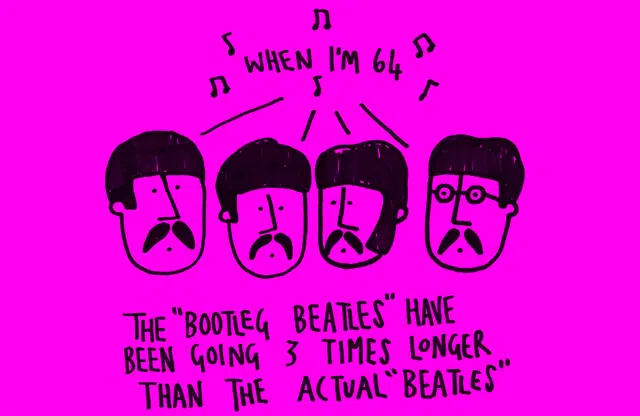 WHEN I'M 64
THE "BOOTLEG BEATLES" HAVE
BEEN GOING 3 TIMES LONGER
THAN THE ACTUAL "BEATLES"